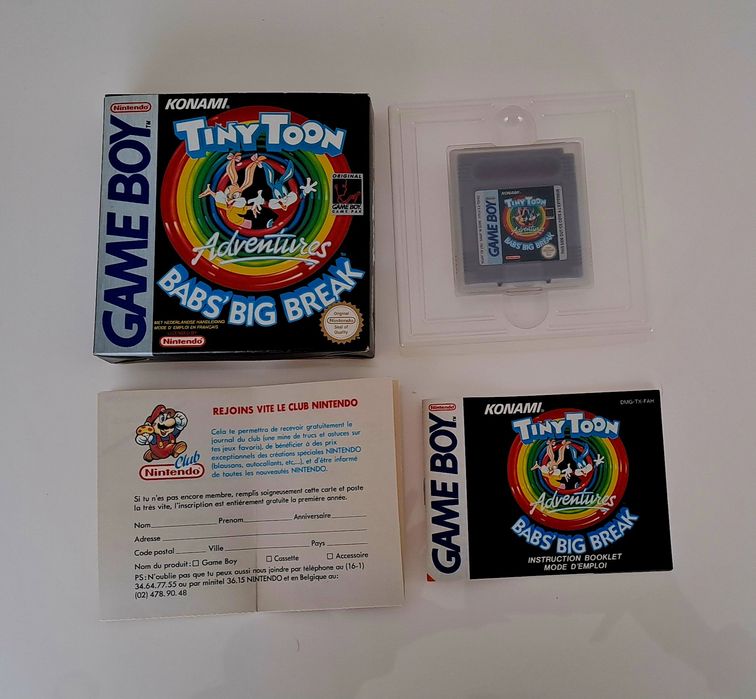 Nintendo
GAME BOY
TM
KONAMI
TINY TOON
Adventures
BABS' BIG BREAK
ORIGINAL
GAME BOY
GAME PAK
MET NEDERLANDSE HANDLEIDING
MODE D'EMPLOI EN FRANCAIS
LICENSED BY
Nintendo
Original
Nintendo
Seal of
Quality
GAME BOY
KONAMI
TINY TOON
Adventures
BABS' BIG BREAK
Nintendo
Club
Nintendo
REJOINS VITE LE CLUB NINTENDO
Cela te permettra de recevoir gratuitement le
journal du club (une mine de trucs et astuces sur
tes jeux favoris), de bénéficier à des prix
exceptionnels des créations speciales NINTENDO
(blousons, autocollants, etc,...), et d'être informé
de toutes les nouveautés NINTENDO.
Si tu n'es pas encore membre, remplis soigneusement cette carte et poste
la très vite, l'inscription est entièrement gratuite la première année.
Nom Prenom Anniversaire
Adresse
Code postal Ville Pays
Nom du produit: Game Boy Cassette Accessoire
PS: N'oublie pas que tu peux aussi nous joindre par téléphone au (16-1)
34.64.77.55 ou par minitel 36.15 NINTENDO et en Belgique au:
(02) 478.90.48
Nintendo
GAME BOY
TM
KONAMI
DMG-TX-FAH
TINY TOON
Adventures
BABS' BIG BREAK
INSTRUCTION BOOKLET
MODE D'EMPLOI